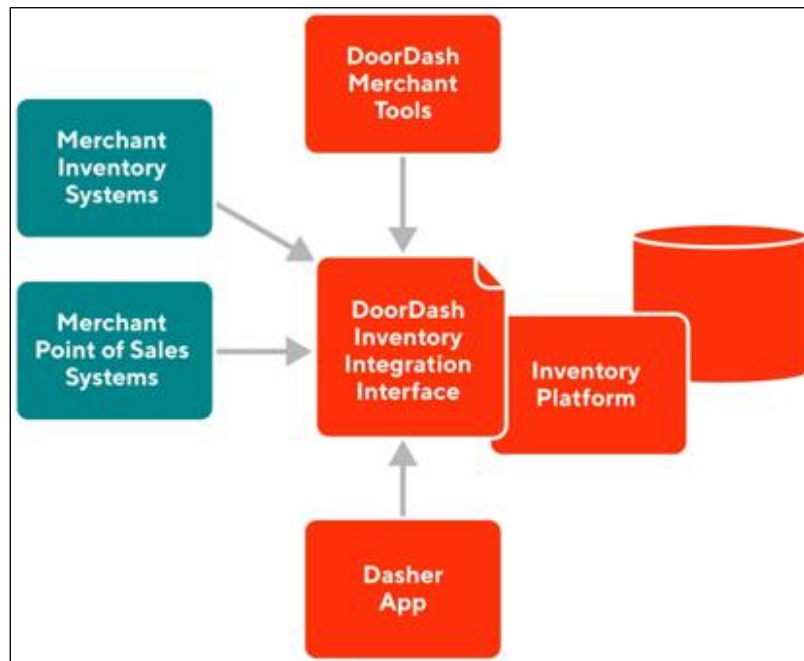 DoorDash
Merchant
Tools
Merchant
Inventory
Systems
Merchant
Point of Sales
Systems
DoorDash
Inventory
Integration
Interface
Inventory
Platform
Dasher
App